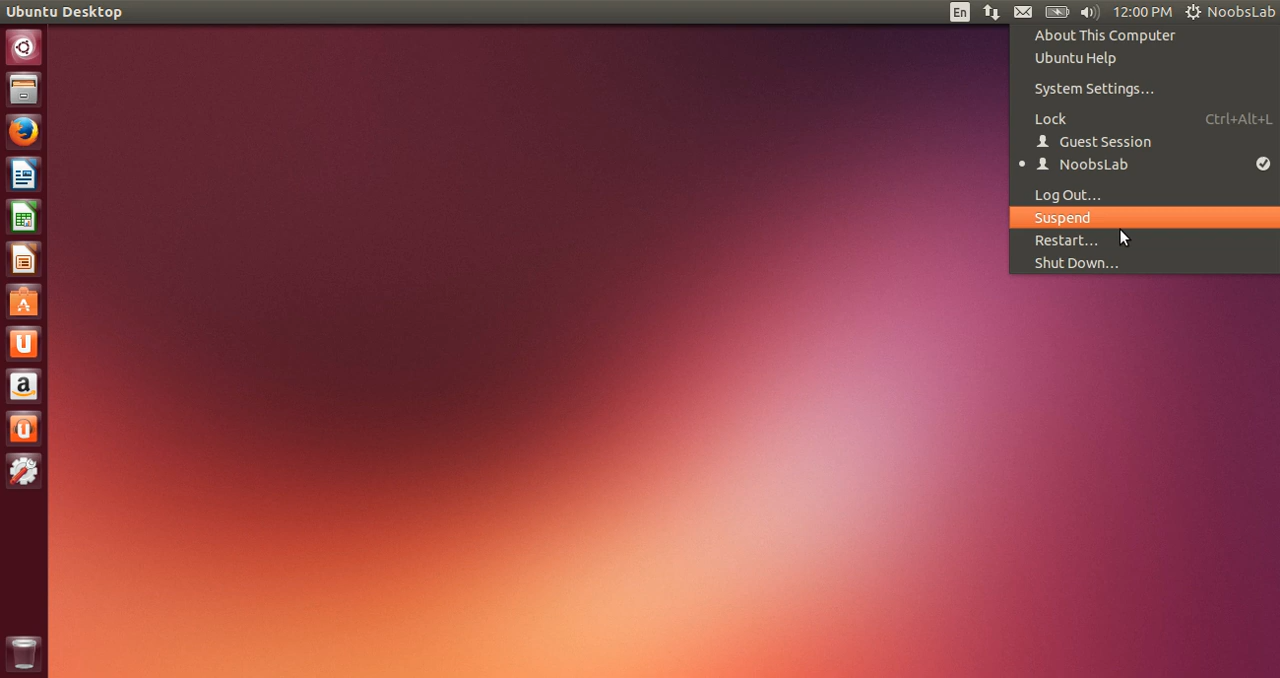 Ubuntu Desktop
En
12:00 PM
NoobsLab
About This Computer
Ubuntu Help
System Settings…
Lock Ctrl+Alt+L
Guest Session
NoobsLab
Log Out…
Suspend
Restart…
Shut Down…
A
U
a
U